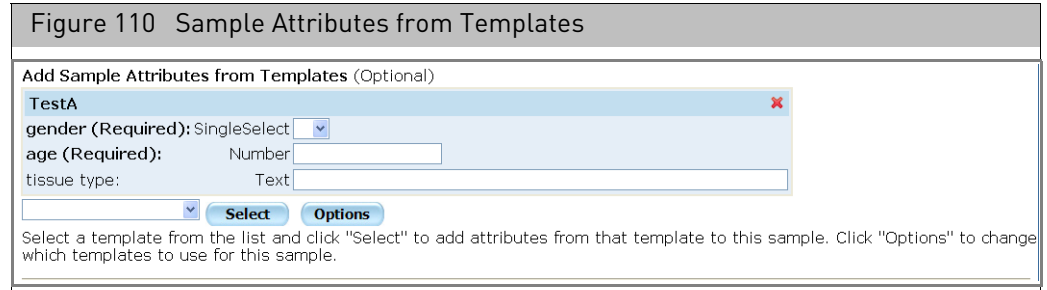 Figure 110 Sample Attributes from Templates
Add Sample Attributes from Templates (Optional)
TestA
gender (Required): SingleSelect
age (Required): Number
tissue type: Text
Select Options
Select a template from the list and click "Select" to add attributes from that template to this sample. Click "Options" to change
which templates to use for this sample.